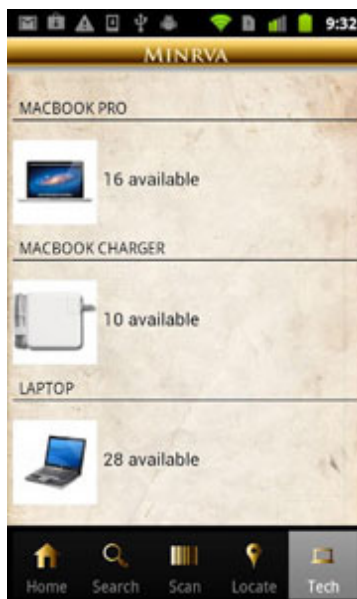 9:32
MINRVA
MACBOOK PRO
16 available
MACBOOK CHARGER
10 available
LAPTOP
28 available
Home Search Scan Locate Tech